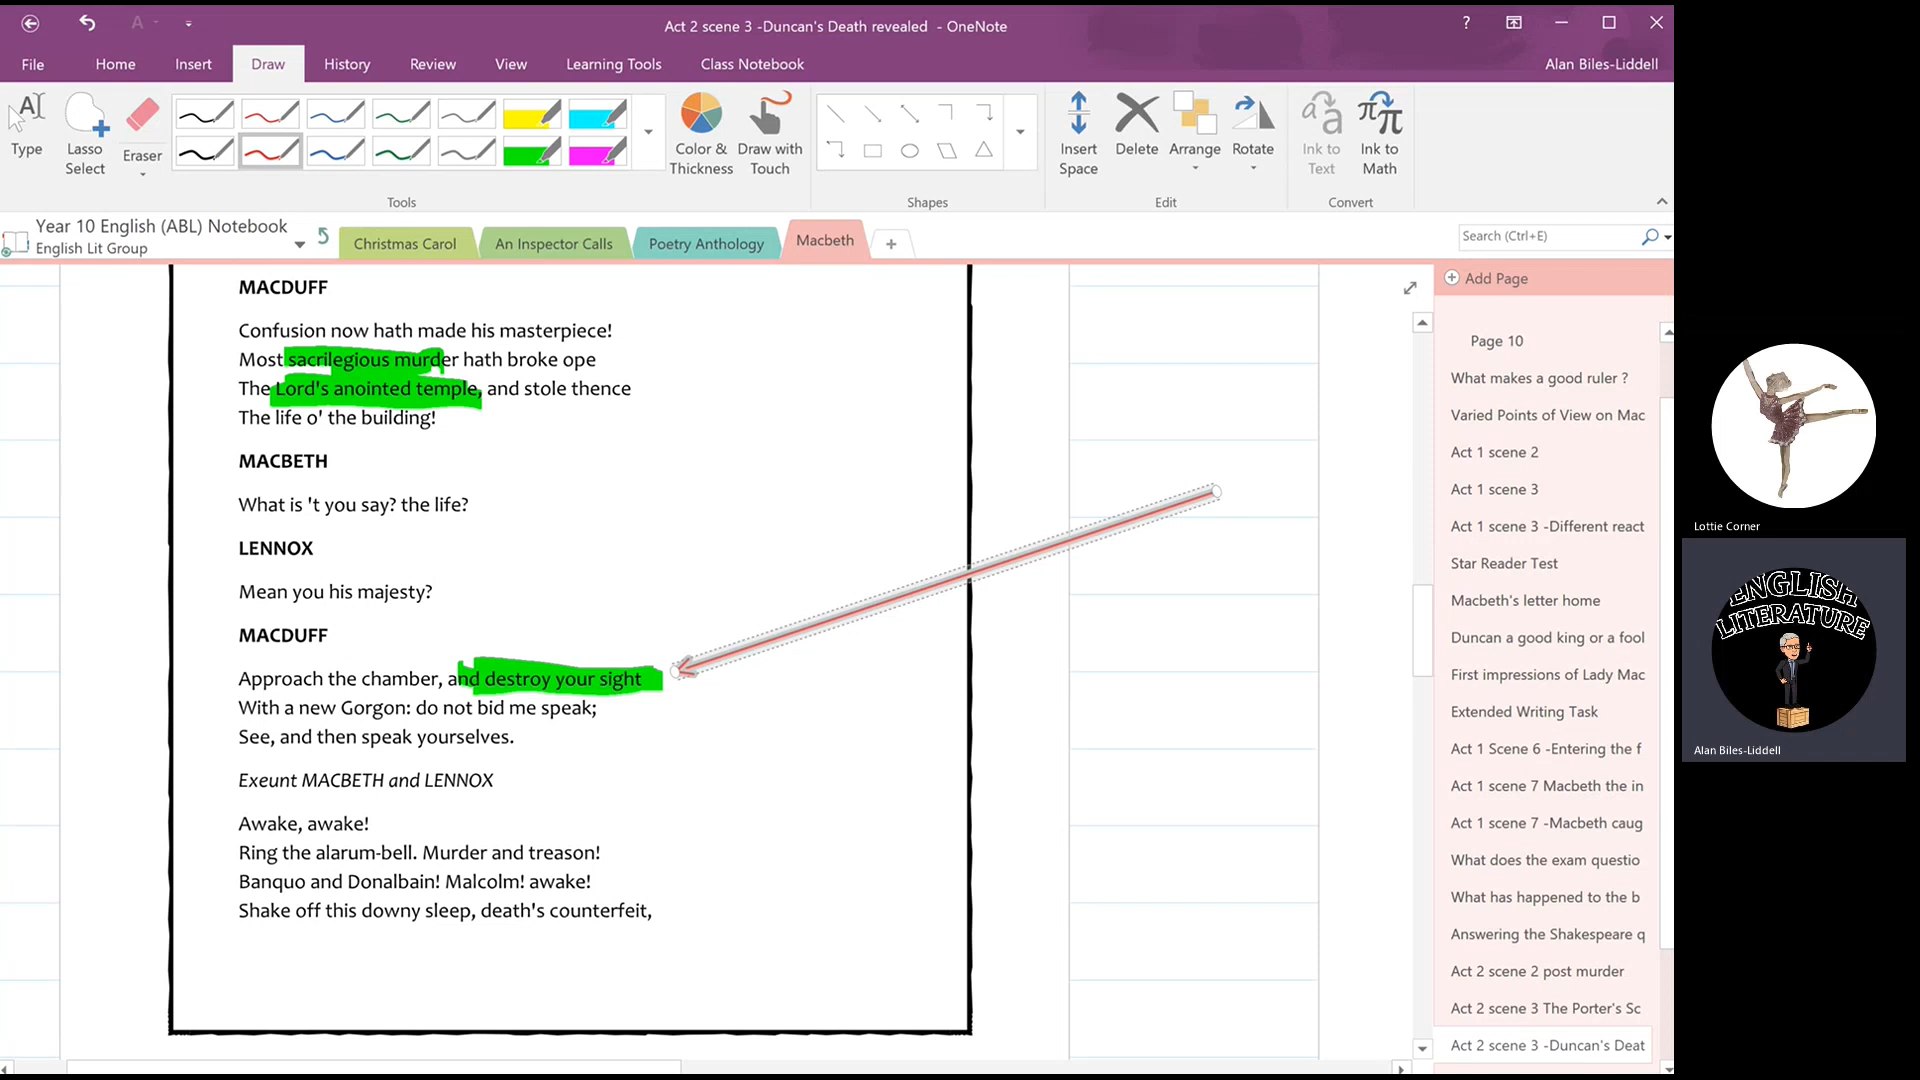 Act 2 scene 3 -Duncan's Death revealed - OneNote
?
File
Home
Insert
Draw
History
Review
View
Learning Tools
Class Notebook
Alan Biles-Liddell
Type
Lasso
Select
Eraser
Color &
Thickness
Draw with
Touch
Insert
Space
Delete
Arrange
Rotate
Ink to
Text
Ink to
Math
Tools
Shapes
Edit
Convert
Year 10 English (ABL) Notebook
English Lit Group
Christmas Carol
An Inspector Calls
Poetry Anthology
Macbeth
Search (Ctrl+E)
MACDUFF
Confusion now hath made his masterpiece!
Most sacrilegious murder hath broke ope
The Lord's anointed temple, and stole thence
The life o' the building!
MACBETH
What is 't you say? the life?
LENNOX
Mean you his majesty?
MACDUFF
Approach the chamber, and destroy your sight
With a new Gorgon: do not bid me speak;
See, and then speak yourselves.
Exeunt MACBETH and LENNOX
Awake, awake!
Ring the alarum-bell. Murder and treason!
Banquo and Donalbain! Malcolm! awake!
Shake off this downy sleep, death's counterfeit,
Add Page
Page 10
What makes a good ruler ?
Varied Points of View on Mac
Act 1 scene 2
Act 1 scene 3
Act 1 scene 3 -Different react
Star Reader Test
Macbeth's letter home
Duncan a good king or a fool
First impressions of Lady Mac
Extended Writing Task
Act 1 Scene 6 -Entering the f
Act 1 scene 7 Macbeth the in
Act 1 scene 7 -Macbeth caug
What does the exam questio
What has happened to the b
Answering the Shakespeare q
Act 2 scene 2 post murder
Act 2 scene 3 The Porter's Sc
Act 2 scene 3 -Duncan's Deat
Lottie Corner
ENGLISH
LITERATURE
Alan Biles-Liddell